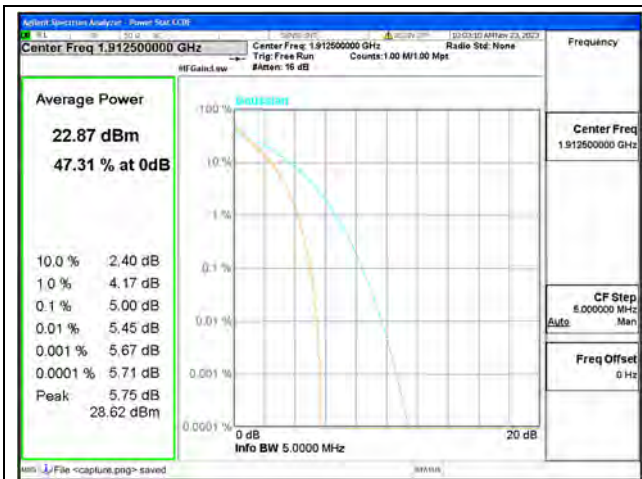 Agilent Spectrum Analyzer - Power Stat CCDF
Center Freq 1.912500000 GHz
Center Freq: 1.912500000 GHz
Radio Std: None
Trig: Free Run
Counts:1.00 M/1.00 Mpt
#IFGain:Low
#Atten: 16 dB
Average Power
22.87 dBm
47.31 % at 0dB
10.0 % 2.40 dB
1.0 % 4.17 dB
0.1 % 5.00 dB
0.01 % 5.45 dB
0.001 % 5.67 dB
0.0001 % 5.71 dB
Peak 5.75 dB
28.62 dBm
Gaussian
100 %
10 %
1 %
0.1 %
0.01 %
0.001 %
0.0001 %
0 dB
20 dB
Info BW 5.0000 MHz
Frequency
Center Freq
1.912500000 GHz
CF Step
5.000000 MHz
Auto Man
Freq Offset
0 Hz
MSG File <capture.png> saved
STATUS